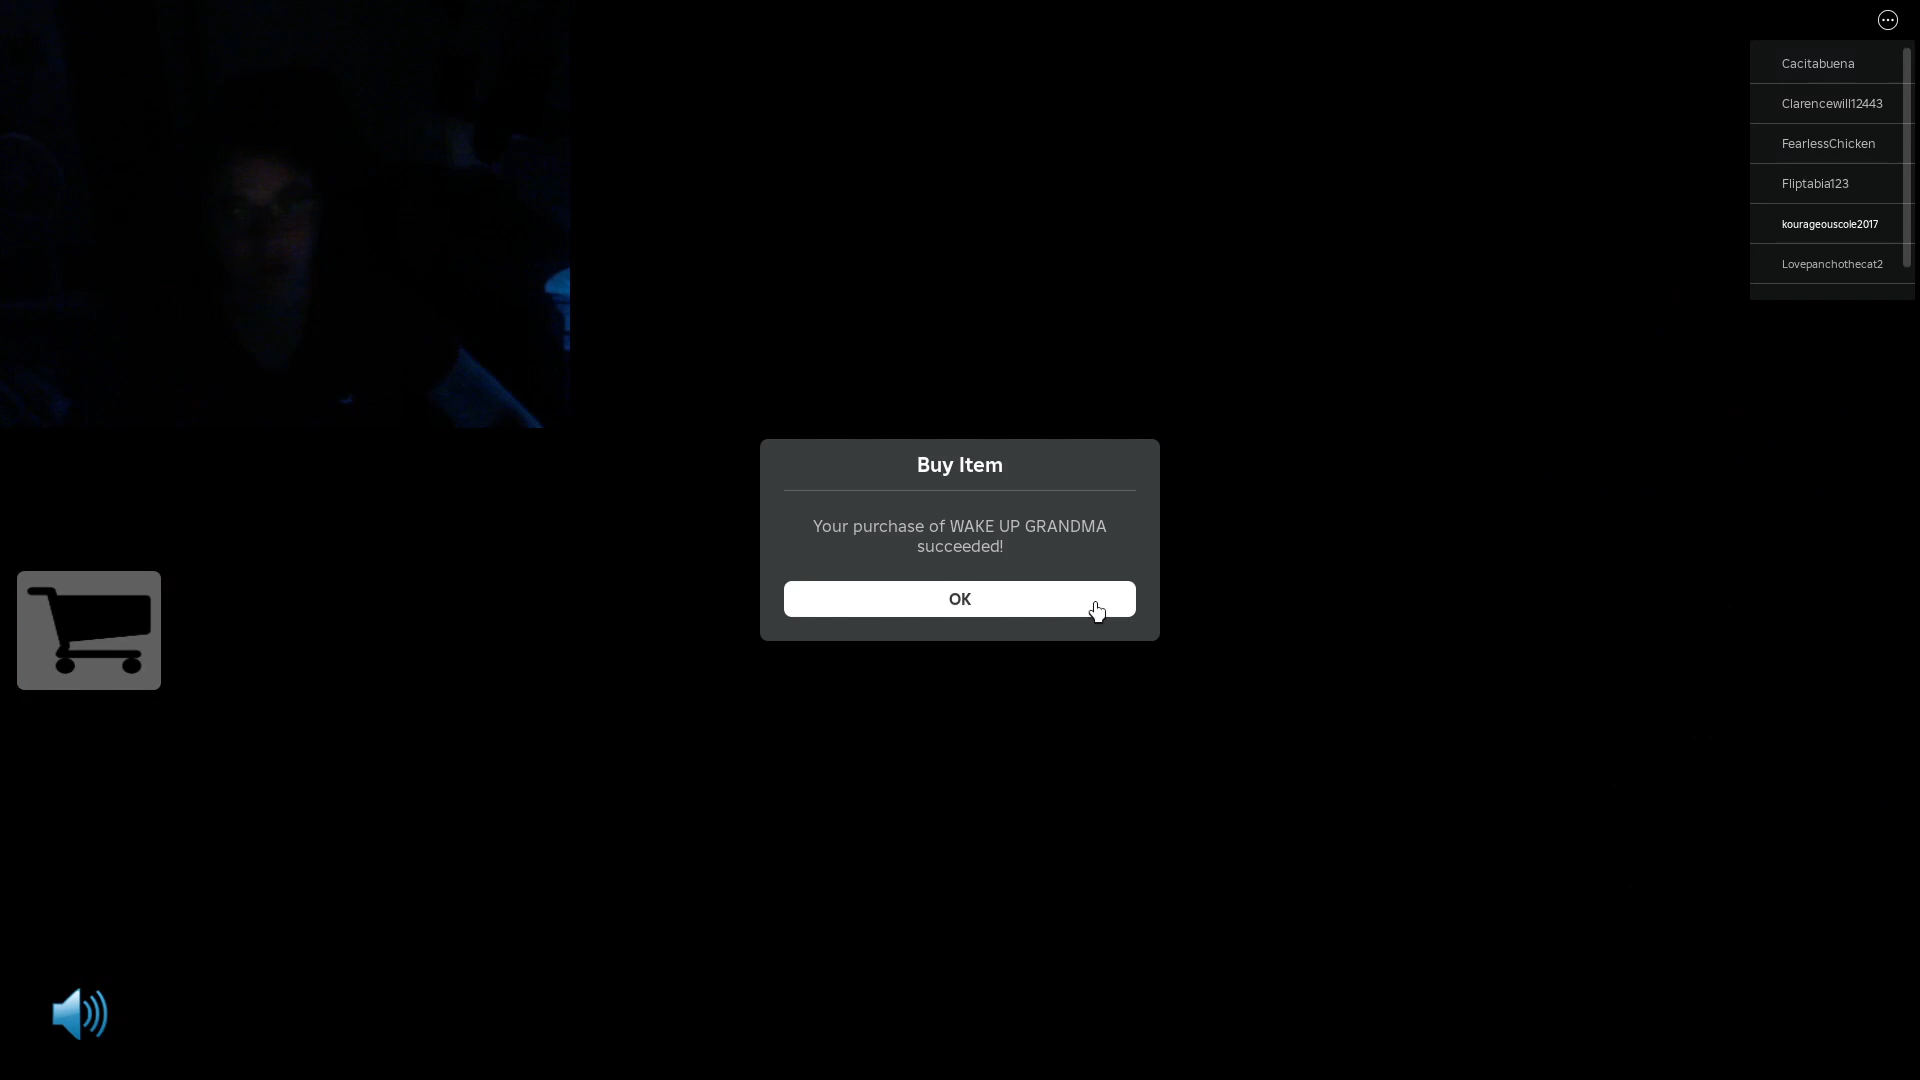 Cacitabuena
Clarencewill12443
FearlessChicken
Fliptabia123
kourageouscole2017
Lovepanchothecat2
Buy Item
Your purchase of WAKE UP GRANDMA
succeeded!
OK